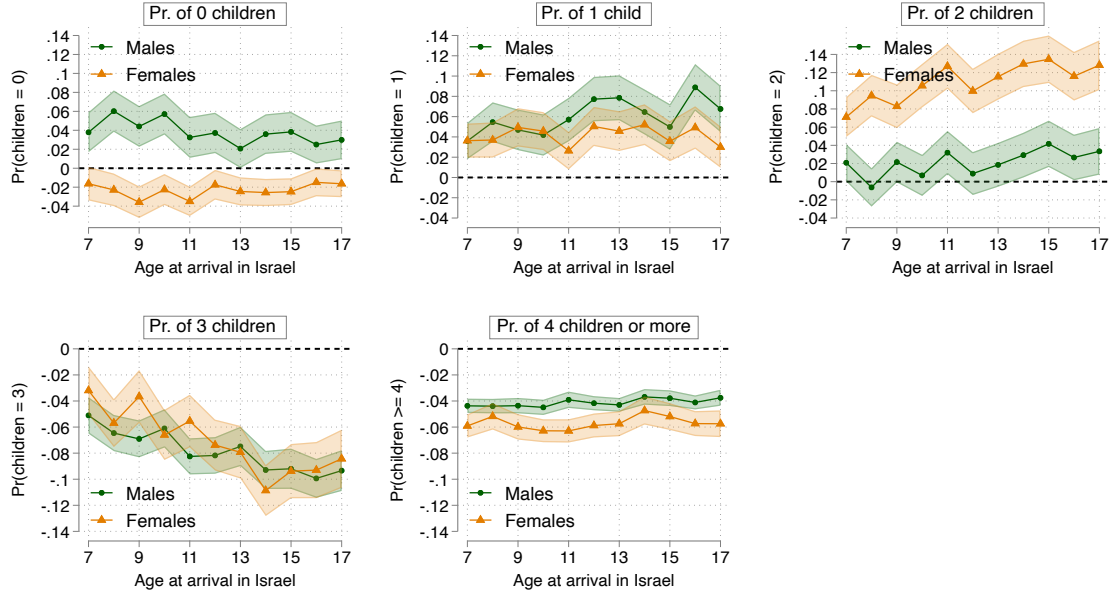 Pr. of 0 children
Pr(children = 0)
.14
.12
.1
.08
.06
.04
.02
0
-.02
-.04
Males
Females
7 9 11 13 15 17
Age at arrival in Israel
Pr. of 1 child
Pr(children = 1)
.14
.12
.1
.08
.06
.04
.02
0
-.02
-.04
Males
Females
7 9 11 13 15 17
Age at arrival in Israel
Pr. of 2 children
Pr(children = 2)
.14
.12
.1
.08
.06
.04
.02
0
-.02
-.04
Males
Females
7 9 11 13 15 17
Age at arrival in Israel
Pr. of 3 children
Pr(children = 3)
0
-.02
-.04
-.06
-.08
-.1
-.12
-.14
Males
Females
7 9 11 13 15 17
Age at arrival in Israel
Pr. of 4 children or more
Pr(children >= 4)
0
-.02
-.04
-.06
-.08
-.1
-.12
-.14
Males
Females
7 9 11 13 15 17
Age at arrival in Israel